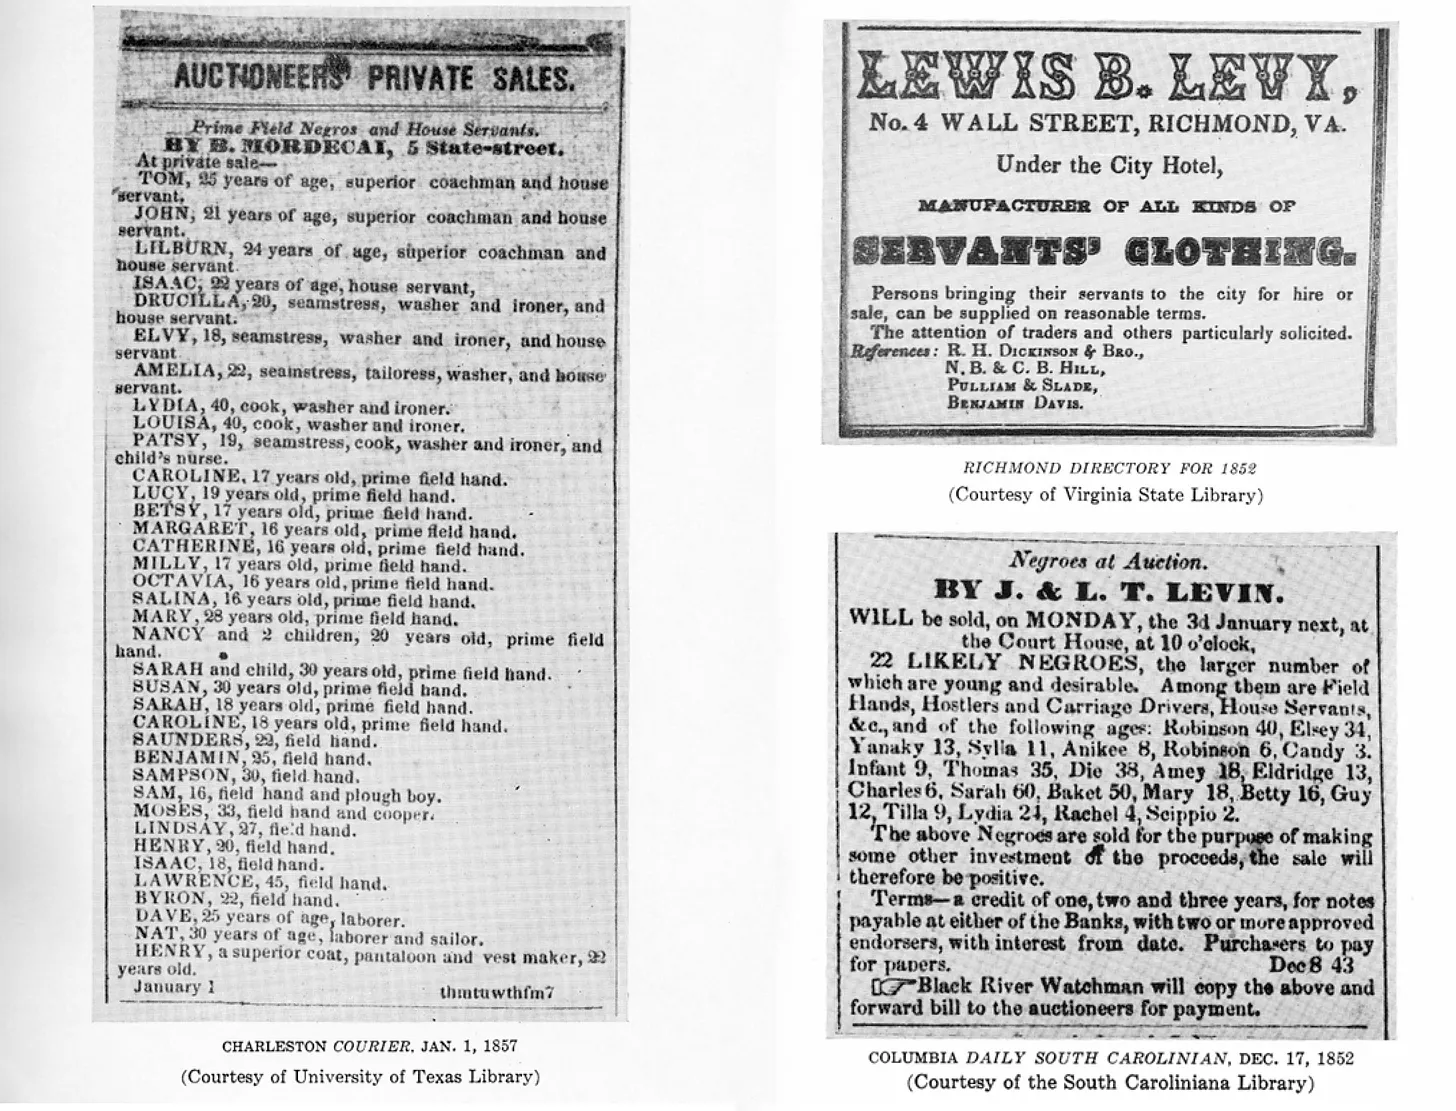 AUCTIONEERS' PRIVATE SALES.
Prime Field Negros and House Servants.
BY B. MORDECAI, 5 State-street.
At private sale—
TOM, 25 years of age, superior coachman and house
servant.
JOHN, 21 years of age, superior coachman and house
servant.
LILBURN, 24 years of age, superior coachman and
house servant.
ISAAC, 22 years of age, house servant,
DRUCILLA, 20, seamstress, washer and ironer, and
house servant.
ELVY, 18, seamstress, washer and ironer, and house
servant
AMELIA, 22, seamstress, tailoress, washer, and house
servant.
LYDIA, 40, cook, washer and ironer.
LOUISA, 40, cook, washer and ironer.
PATSY, 19, seamstress, cook, washer and ironer, and
child's nurse.
CAROLINE, 17 years old, prime field hand.
LUCY, 19 years old, prime field hand.
BETSY, 17 years old, prime field hand.
MARGARET, 16 years old, prime field hand.
CATHERINE, 16 years old, prime field hand.
MILLY, 17 years old, prime field hand.
OCTAVIA, 16 years old, prime field hand.
SALINA, 16 years old, prime field hand.
MARY, 28 years old, prime field hand.
NANCY and 2 children, 20 years old, prime field
hand.
SARAH and child, 30 years old, prime field hand.
SUSAN, 30 years old, prime field hand.
SARAH, 18 years old, prime field hand.
CAROLINE, 18 years old, prime field hand.
SAUNDERS, 22, field hand.
BENJAMIN, 25, field hand.
SAMPSON, 30, field hand.
SAM, 16, field hand and plough boy.
MOSES, 33, field hand and cooper.
LINDSAY, 27, field hand.
HENRY, 20, field hand.
ISAAC, 18, field hand.
LAWRENCE, 45, field hand.
BYRON, 22, field hand.
DAVE, 25 years of age, laborer.
NAT, 30 years of age, laborer and sailor.
HENRY, a superior coat, pantaloon and vest maker, 22
years old.
January 1 thmtuwthfm7
CHARLESTON COURIER, JAN. 1, 1857
(Courtesy of University of Texas Library)
LEWIS B. LEVY,
No. 4 WALL STREET, RICHMOND, VA.
Under the City Hotel,
MANUFACTURER OF ALL KINDS OF
SERVANTS' CLOTHING.
Persons bringing their servants to the city for hire or
sale, can be supplied on reasonable terms.
The attention of traders and others particularly solicited.
References: R. H. DICKINSON & BRO.,
N. B. & C. B. HILL,
PULLIAM & SLADE,
BENJAMIN DAVIS.
RICHMOND DIRECTORY FOR 1852
(Courtesy of Virginia State Library)
Negroes at Auction.
BY J. & L. T. LEVIN.
WILL be sold, on MONDAY, the 3d January next, at
the Court House, at 10 o'clock,
22 LIKELY NEGROES, the larger number of
which are young and desirable. Among them are Field
Hands, Hostlers and Carriage Drivers, House Servants,
&c., and of the following ages: Robinson 40, Elsey 34,
Yanaky 13, Sylla 11, Anikee 8, Robinson 6, Candy 3.
Infant 9, Thomas 35, Die 38, Amey 18, Eldridge 13,
Charles 6, Sarah 60, Baket 50, Mary 18, Betty 16, Guy
12, Tilla 9, Lydia 24, Rachel 4, Scippio 2.
The above Negroes are sold for the purpose of making
some other investment of the proceeds, the sale will
therefore be positive.
Terms—a credit of one, two and three years, for notes
payable at either of the Banks, with two or more approved
endorsers, with interest from date. Purchasers to pay
for papers. Dec 8 43
☞Black River Watchman will copy the above and
forward bill to the auctioneers for payment.
COLUMBIA DAILY SOUTH CAROLINIAN, DEC. 17, 1852
(Courtesy of the South Caroliniana Library)